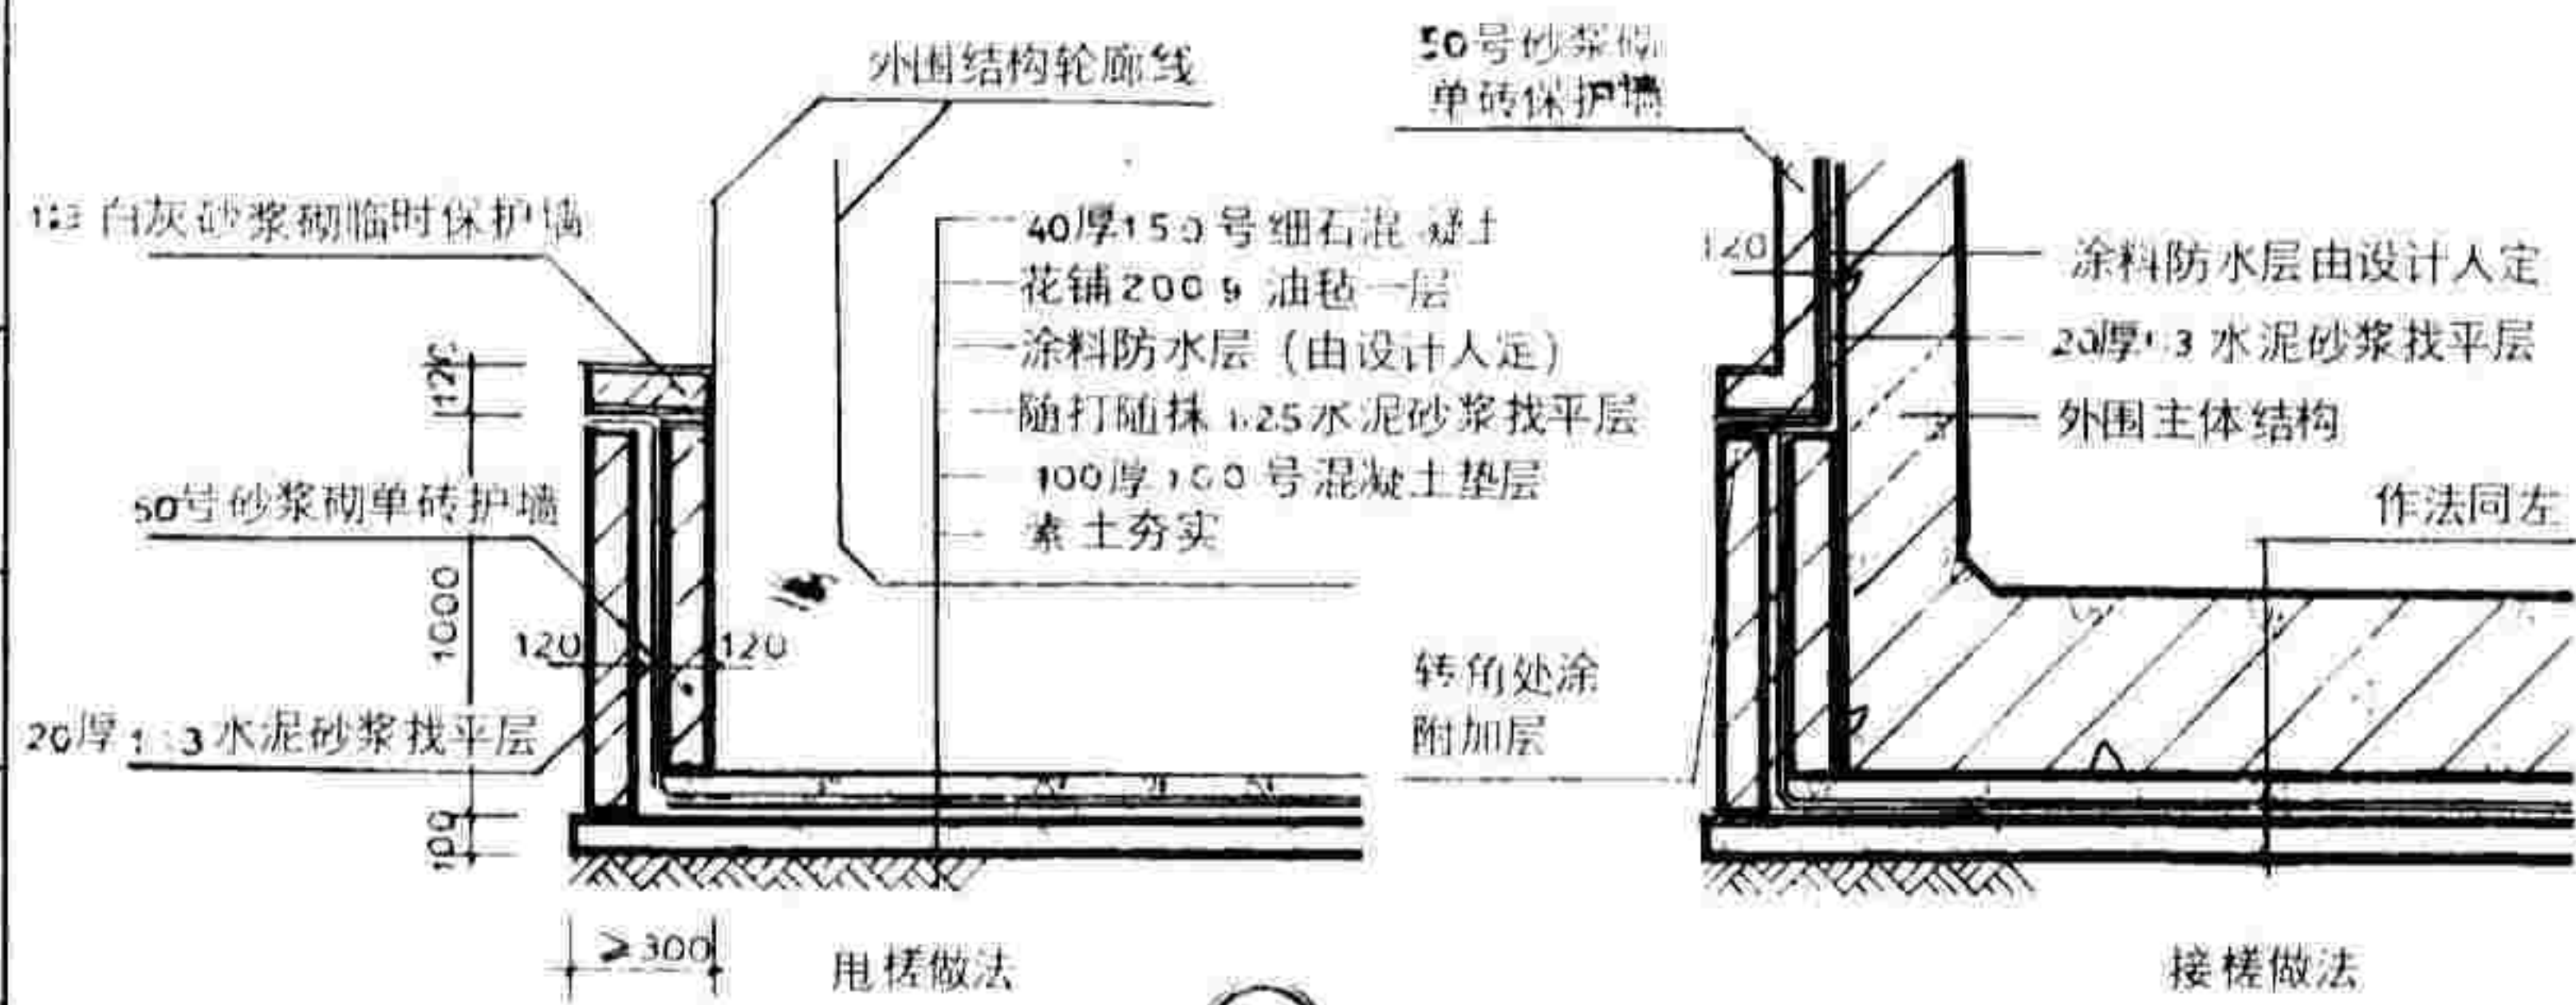 外围结构轮廓线
1:3 白灰砂浆砌临时保护墙
40厚150号细石混凝土
花铺200g 油毡一层
涂料防水层（由设计人定）
随打随抹 1:2.5水泥砂浆找平层
100厚100号混凝土垫层
素土夯实
120
50号砂浆砌单砖护墙
1000
120
120
20厚1:3水泥砂浆找平层
100
≥300
甩槎做法
50号砂浆砌
单砖保护墙
120
涂料防水层由设计人定
20厚1:3 水泥砂浆找平层
外围主体结构
作法同左
转角处涂
附加层
接槎做法